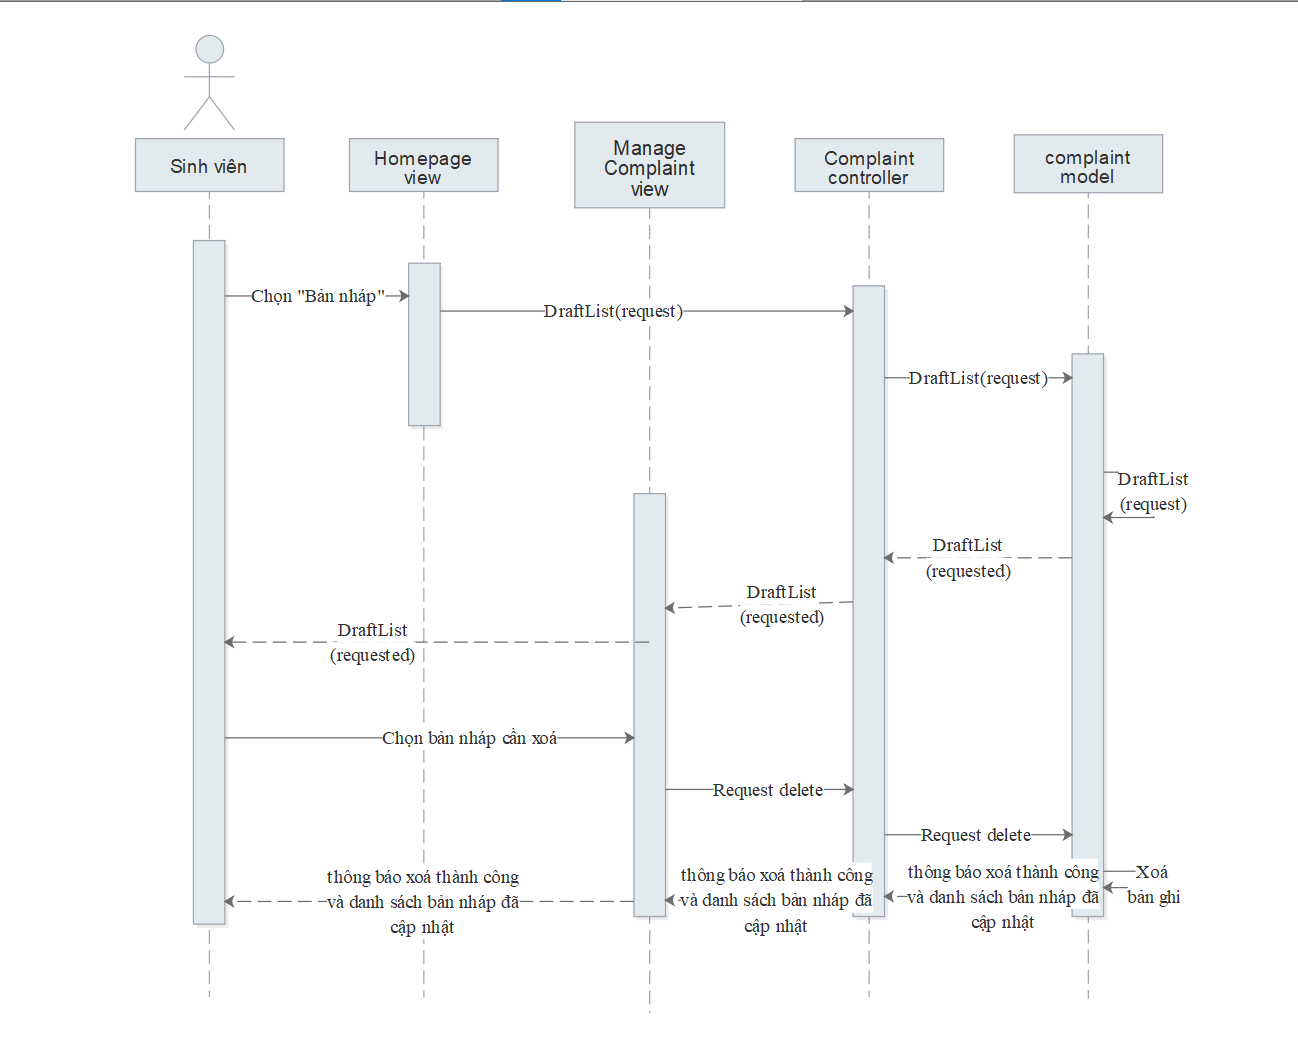 Sinh viên
Homepage
view
Manage
Complaint
view
Complaint
controller
complaint
model
Chọn "Bản nháp"
DraftList(request)
DraftList(request)
DraftList
(request)
DraftList
(requested)
DraftList
(requested)
DraftList
(requested)
Chọn bản nháp cần xoá
Request delete
Request delete
Xoá
bản ghi
thông báo xoá thành công
và danh sách bản nháp đã
cập nhật
thông báo xoá thành công
và danh sách bản nháp đã
cập nhật
thông báo xoá thành công
và danh sách bản nháp đã
cập nhật